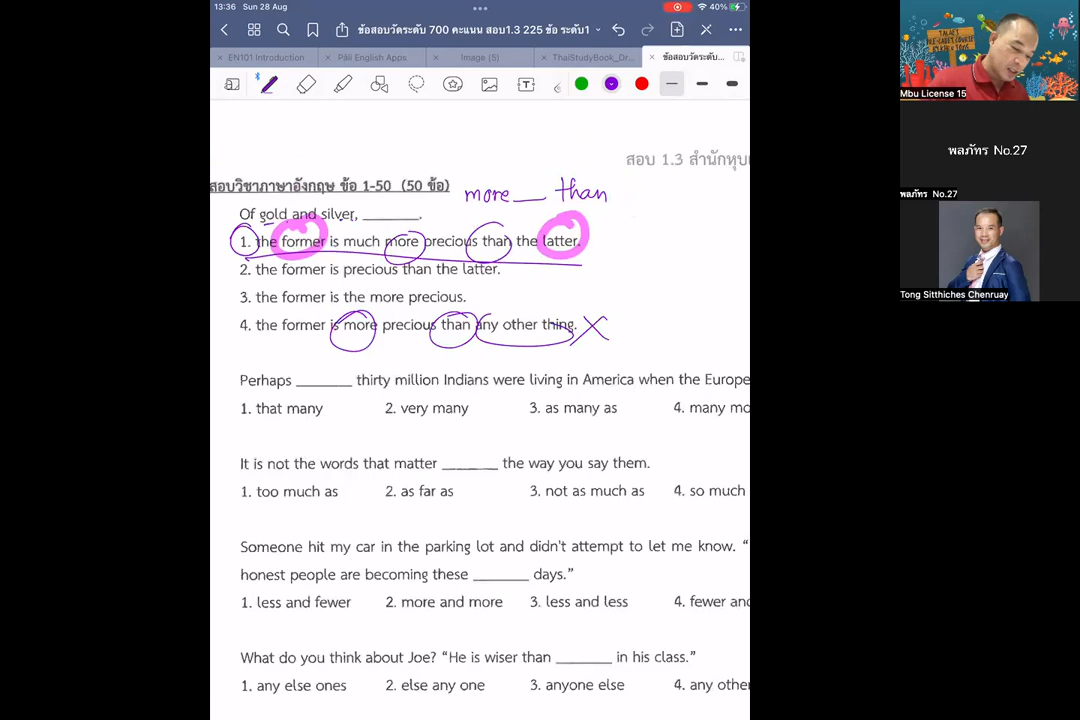 13:36 Sun 28 Aug
40%
ข้อสอบวัดระดับ 700 คะแนน สอบ1.3 225 ข้อ ระดับ1
EN101 Introduction
Pāli English Apps
Image (5)
ThaiStudyBook_Dr...
ข้อสอบวัดระดับ...
สอบ 1.3 สำนักหุบ
สอบวิชาภาษาอังกฤษ ข้อ 1-50 (50 ข้อ)
more __ than
Of gold and silver, ________.
1. the former is much more precious than the latter.
2. the former is precious than the latter.
3. the former is the more precious.
4. the former is more precious than any other thing.
Perhaps _______ thirty million Indians were living in America when the Europe
1. that many 2. very many 3. as many as 4. many mo
It is not the words that matter _______ the way you say them.
1. too much as 2. as far as 3. not as much as 4. so much
Someone hit my car in the parking lot and didn't attempt to let me know. “
honest people are becoming these _______ days.”
1. less and fewer 2. more and more 3. less and less 4. fewer and
What do you think about Joe? “He is wiser than _______ in his class.”
1. any else ones 2. else any one 3. anyone else 4. any other
TALAEY
PRE-CADET COURSE
Mbu License 15
พลภัทร No.27
พลภัทร No.27
Tong Sitthiches Chenruay